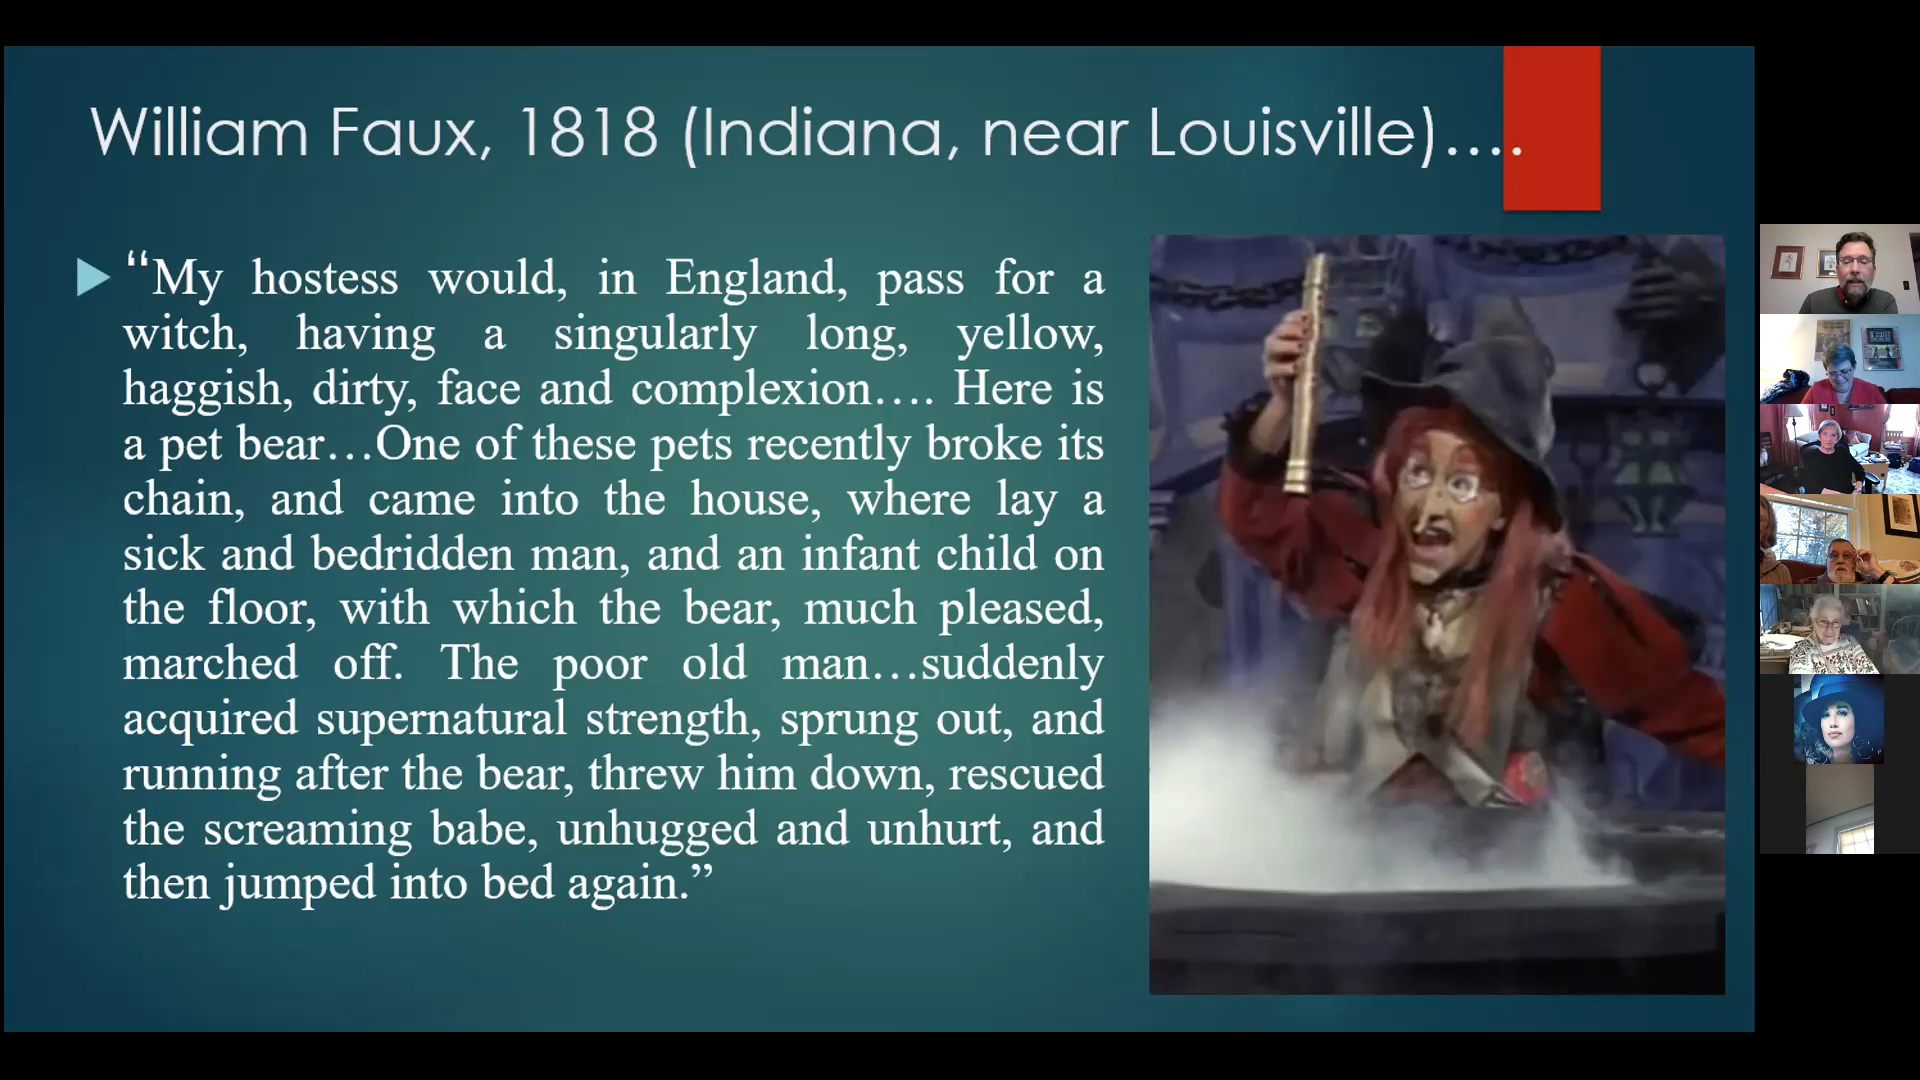 William Faux, 1818 (Indiana, near Louisville)….
“My hostess would, in England, pass for a
witch, having a singularly long, yellow,
haggish, dirty, face and complexion…. Here is
a pet bear…One of these pets recently broke its
chain, and came into the house, where lay a
sick and bedridden man, and an infant child on
the floor, with which the bear, much pleased,
marched off. The poor old man…suddenly
acquired supernatural strength, sprung out, and
running after the bear, threw him down, rescued
the screaming babe, unhugged and unhurt, and
then jumped into bed again.”